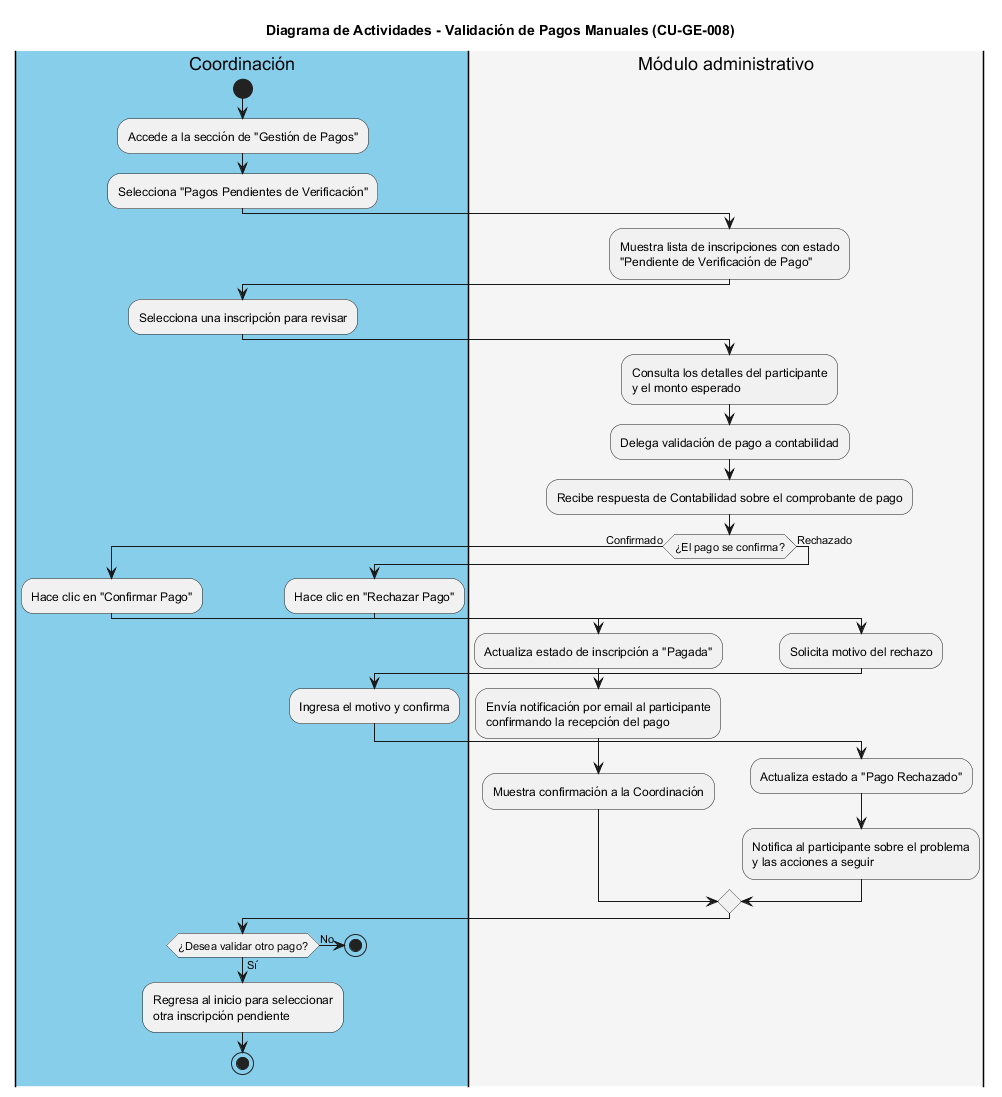 Diagrama de Actividades - Validación de Pagos Manuales (CU-GE-008)
Coordinación
Módulo administrativo
Accede a la sección de "Gestión de Pagos"
Selecciona "Pagos Pendientes de Verificación"
Muestra lista de inscripciones con estado
"Pendiente de Verificación de Pago"
Selecciona una inscripción para revisar
Consulta los detalles del participante
y el monto esperado
Delega validación de pago a contabilidad
Recibe respuesta de Contabilidad sobre el comprobante de pago
Confirmado
¿El pago se confirma?
Rechazado
Hace clic en "Confirmar Pago"
Hace clic en "Rechazar Pago"
Actualiza estado de inscripción a "Pagada"
Solicita motivo del rechazo
Ingresa el motivo y confirma
Envía notificación por email al participante
confirmando la recepción del pago
Actualiza estado a "Pago Rechazado"
Muestra confirmación a la Coordinación
Notifica al participante sobre el problema
y las acciones a seguir
¿Desea validar otro pago?
No
Sí
Regresa al inicio para seleccionar
otra inscripción pendiente